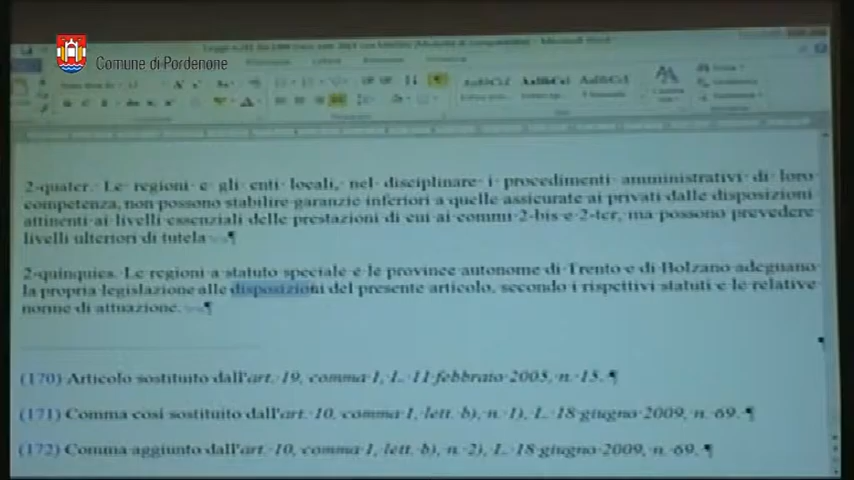 Comune di Pordenone
2-quater. Le regioni e gli enti locali, nel disciplinare i procedimenti amministrativi di loro
competenza, non possono stabilire garanzie inferiori a quelle assicurate ai privati dalle disposizioni
attinenti ai livelli essenziali delle prestazioni di cui ai commi 2-bis e 2-ter, ma possono prevedere
livelli ulteriori di tutela
2-quinquies. Le regioni a statuto speciale e le province autonome di Trento e di Bolzano adeguano
la propria legislazione alle disposizioni del presente articolo, secondo i rispettivi statuti e le relative
norme di attuazione.
(170) Articolo sostituito dall'art. 19, comma 1, L. 11 febbraio 2005, n. 15. ¶
(171) Comma così sostituito dall'art. 10, comma 1, lett. b), n. 1), L. 18 giugno 2009, n. 69. ¶
(172) Comma aggiunto dall'art. 10, comma 1, lett. b), n. 2), L. 18 giugno 2009, n. 69. ¶